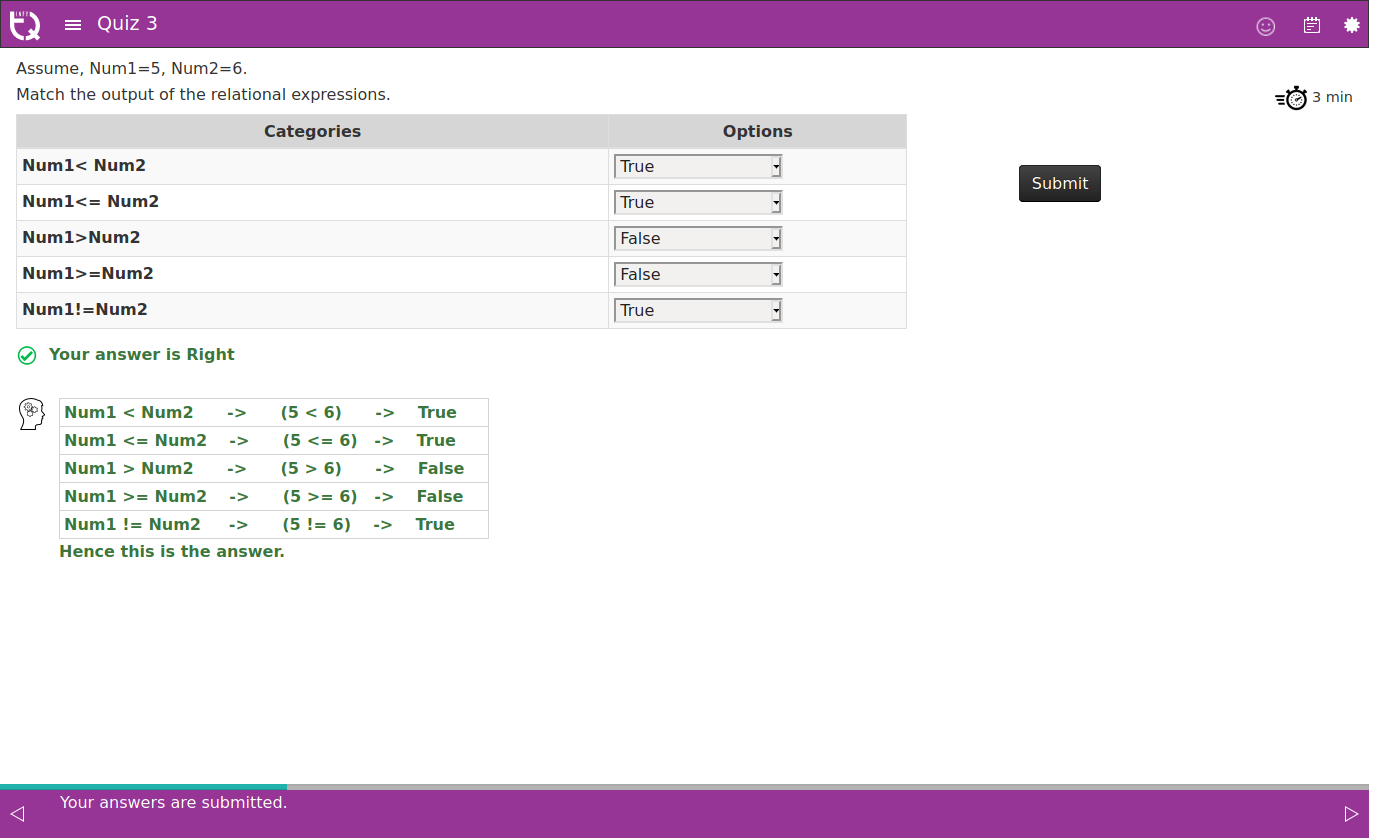 INFY
Quiz 3
Assume, Num1=5, Num2=6.
Match the output of the relational expressions.
3 min
Categories Options
Num1< Num2 True
Submit
Num1<= Num2 True
Num1>Num2 False
Num1>=Num2 False
Num1!=Num2 True
Your answer is Right
Num1 < Num2 -> (5 < 6) -> True
Num1 <= Num2 -> (5 <= 6) -> True
Num1 > Num2 -> (5 > 6) -> False
Num1 >= Num2 -> (5 >= 6) -> False
Num1 != Num2 -> (5 != 6) -> True
Hence this is the answer.
Your answers are submitted.